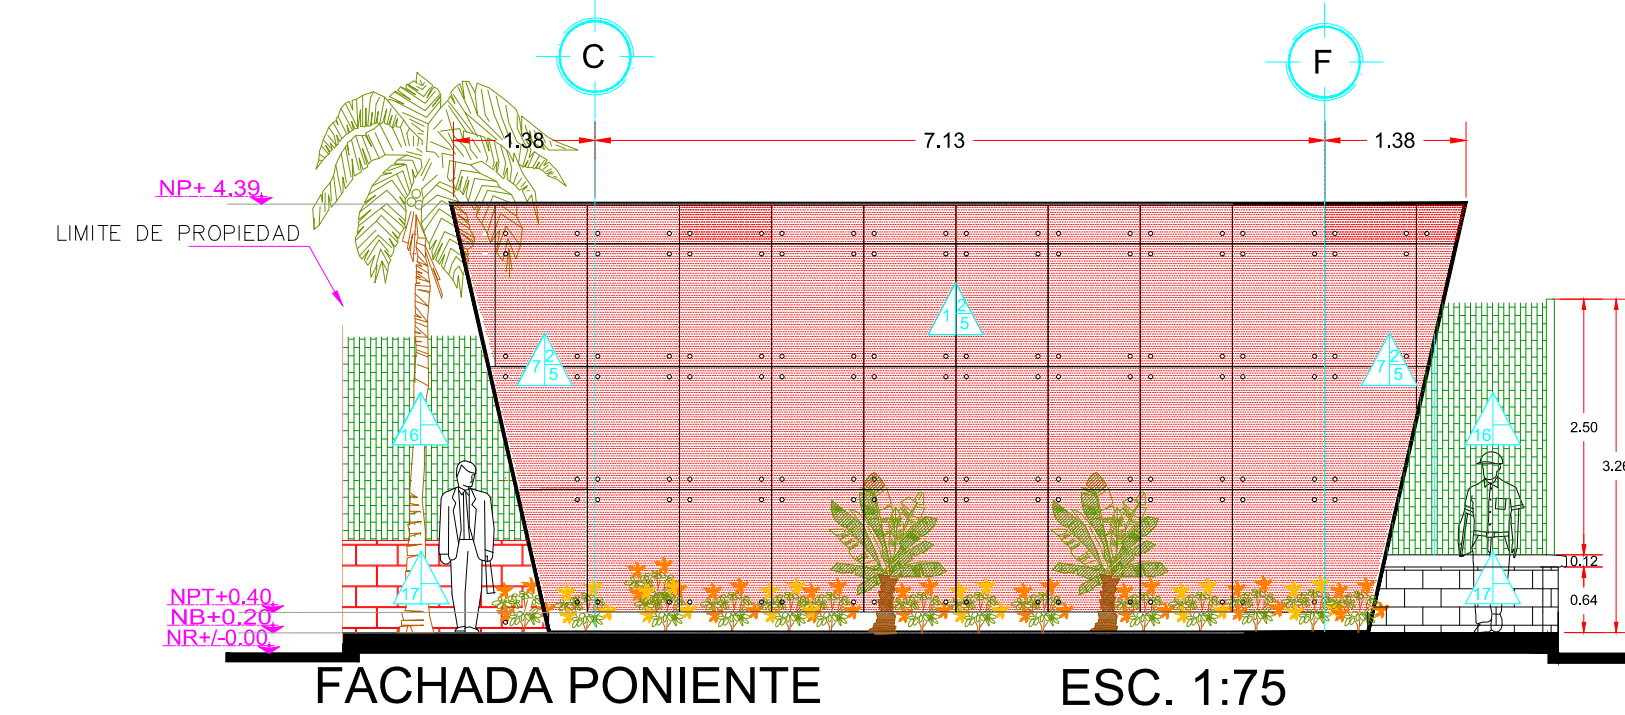 C
F
1.38
7.13
1.38
NP+ 4.39
LIMITE DE PROPIEDAD
1
2
5
7
2
5
7
2
5
16
16
2.50
3.26
0.12
0.64
17
17
NPT+0.40
NB+0.20
NR+/-0.00
FACHADA PONIENTE
ESC. 1:75